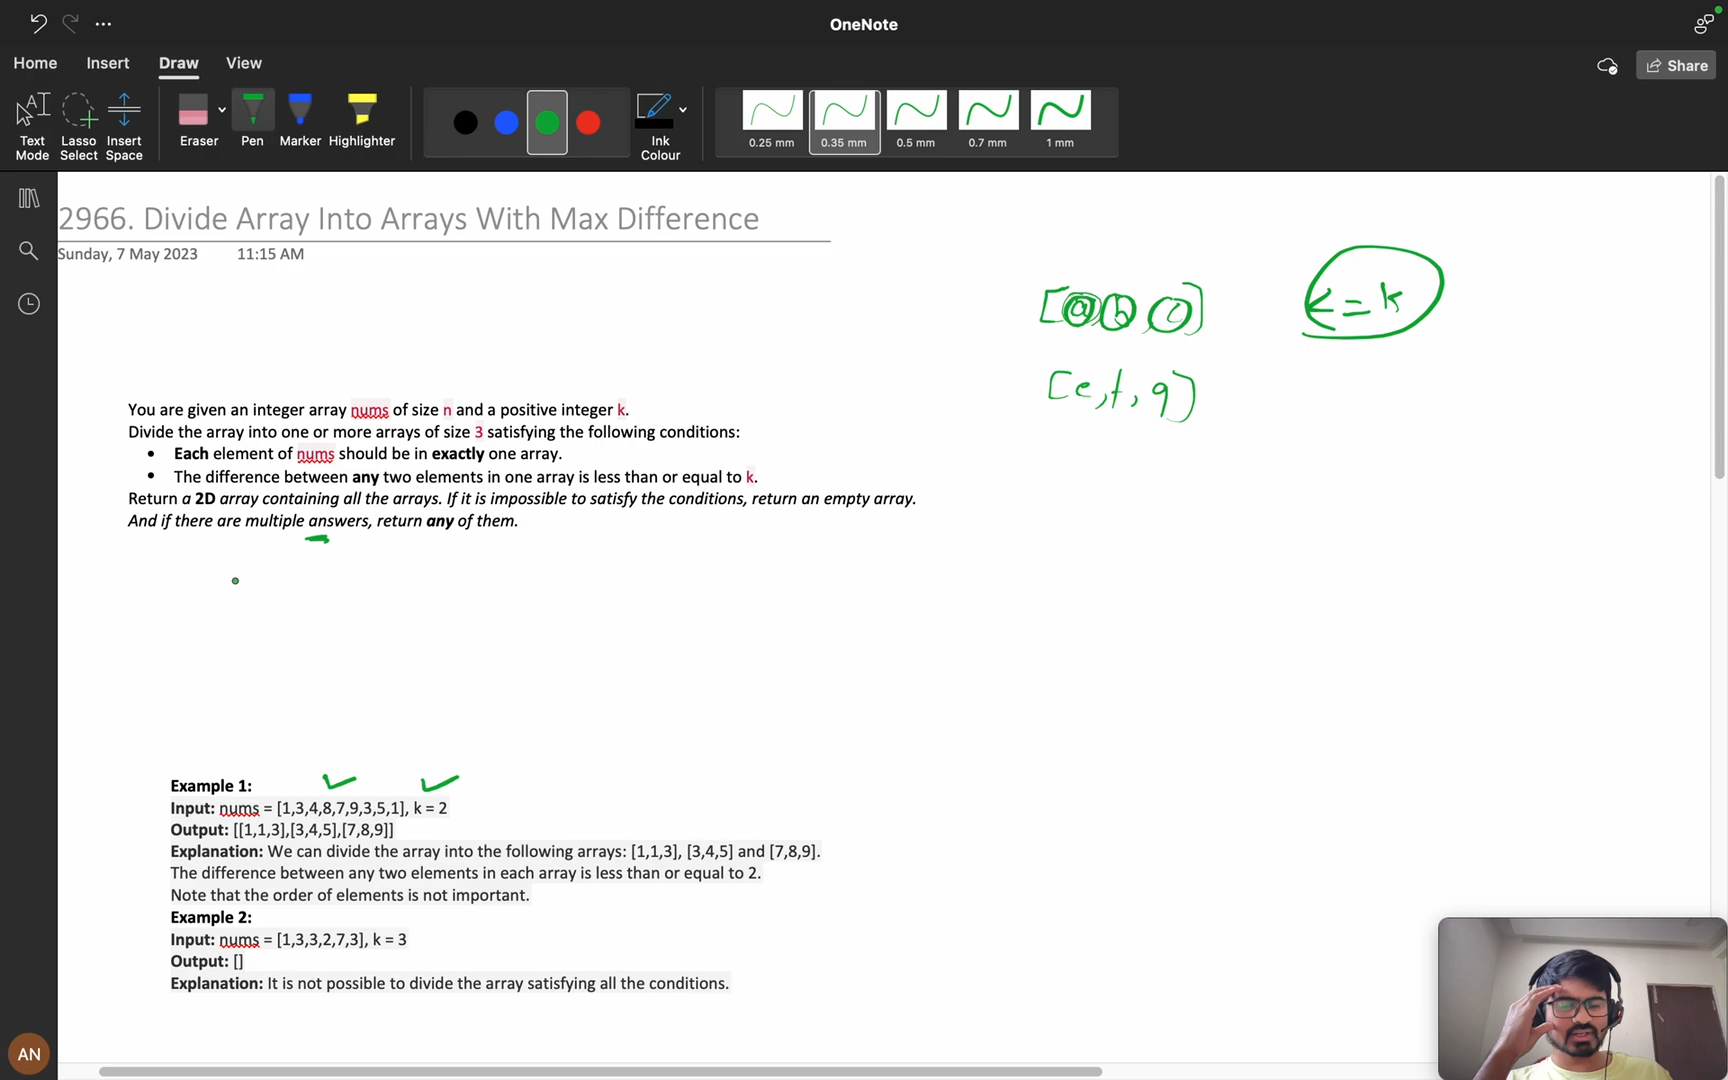 OneNote
Home Insert Draw View
Share
Text Mode
Lasso Select
Insert Space
Eraser
Pen
Marker
Highlighter
Ink Colour
0.25 mm
0.35 mm
0.5 mm
0.7 mm
1 mm
2966. Divide Array Into Arrays With Max Difference
Sunday, 7 May 2023 11:15 AM
[a b c]
<= k
[e, f, g]
You are given an integer array nums of size n and a positive integer k.
Divide the array into one or more arrays of size 3 satisfying the following conditions:
• Each element of nums should be in exactly one array.
• The difference between any two elements in one array is less than or equal to k.
Return a 2D array containing all the arrays. If it is impossible to satisfy the conditions, return an empty array.
And if there are multiple answers, return any of them.
Example 1:
Input: nums = [1,3,4,8,7,9,3,5,1], k = 2
Output: [[1,1,3],[3,4,5],[7,8,9]]
Explanation: We can divide the array into the following arrays: [1,1,3], [3,4,5] and [7,8,9].
The difference between any two elements in each array is less than or equal to 2.
Note that the order of elements is not important.
Example 2:
Input: nums = [1,3,3,2,7,3], k = 3
Output: []
Explanation: It is not possible to divide the array satisfying all the conditions.
AN